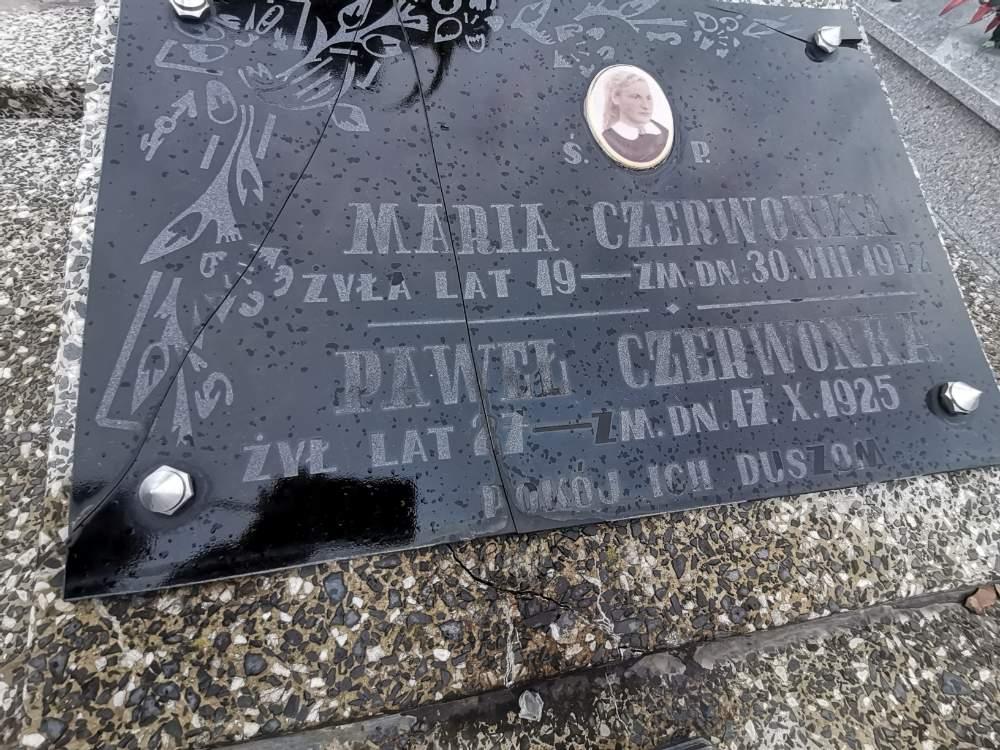 Ś. P.
MARIA CZERWONKA
ŻYŁA LAT 19 — ZM. DN. 30. VIII. 1942
PAWEŁ CZERWONKA
ŻYŁ LAT 27 — ZM. DN. 17. X. 1925
POKÓJ ICH DUSZOM